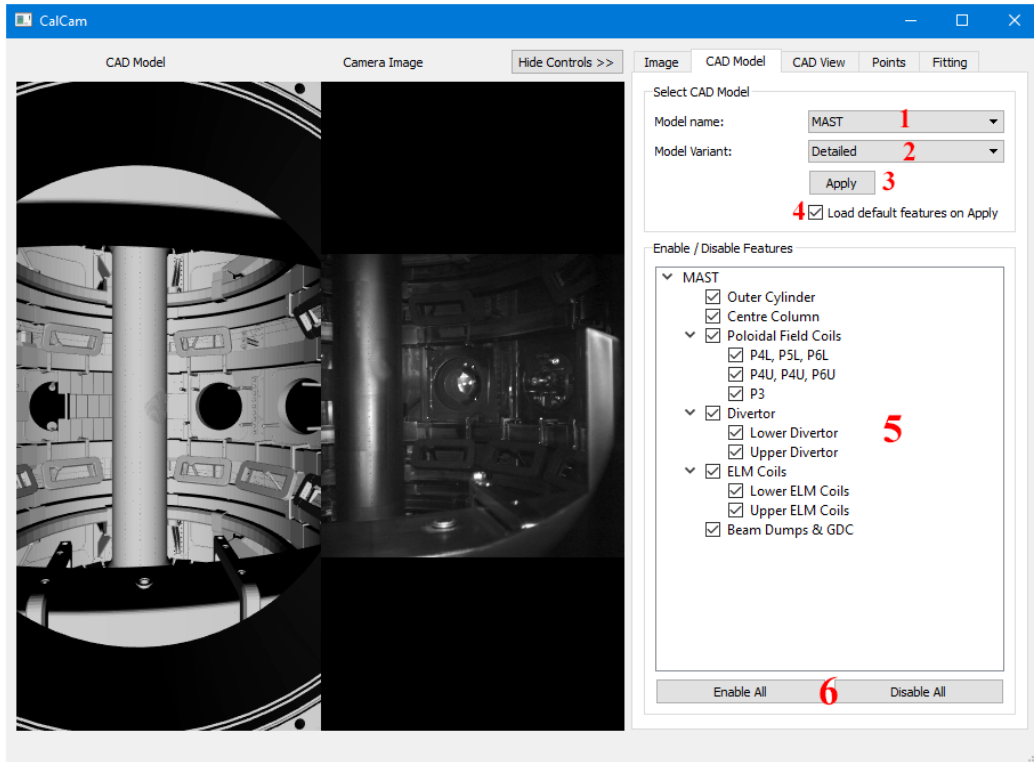 CalCam
CAD Model
Camera Image
Hide Controls >>
Image CAD Model CAD View Points Fitting
Select CAD Model
Model name: MAST 1
Model Variant: Detailed 2
Apply 3
4 Load default features on Apply
Enable / Disable Features
MAST
Outer Cylinder
Centre Column
Poloidal Field Coils
P4L, P5L, P6L
P4U, P4U, P6U
P3
Divertor
5
Lower Divertor
Upper Divertor
ELM Coils
Lower ELM Coils
Upper ELM Coils
Beam Dumps & GDC
Enable All 6 Disable All